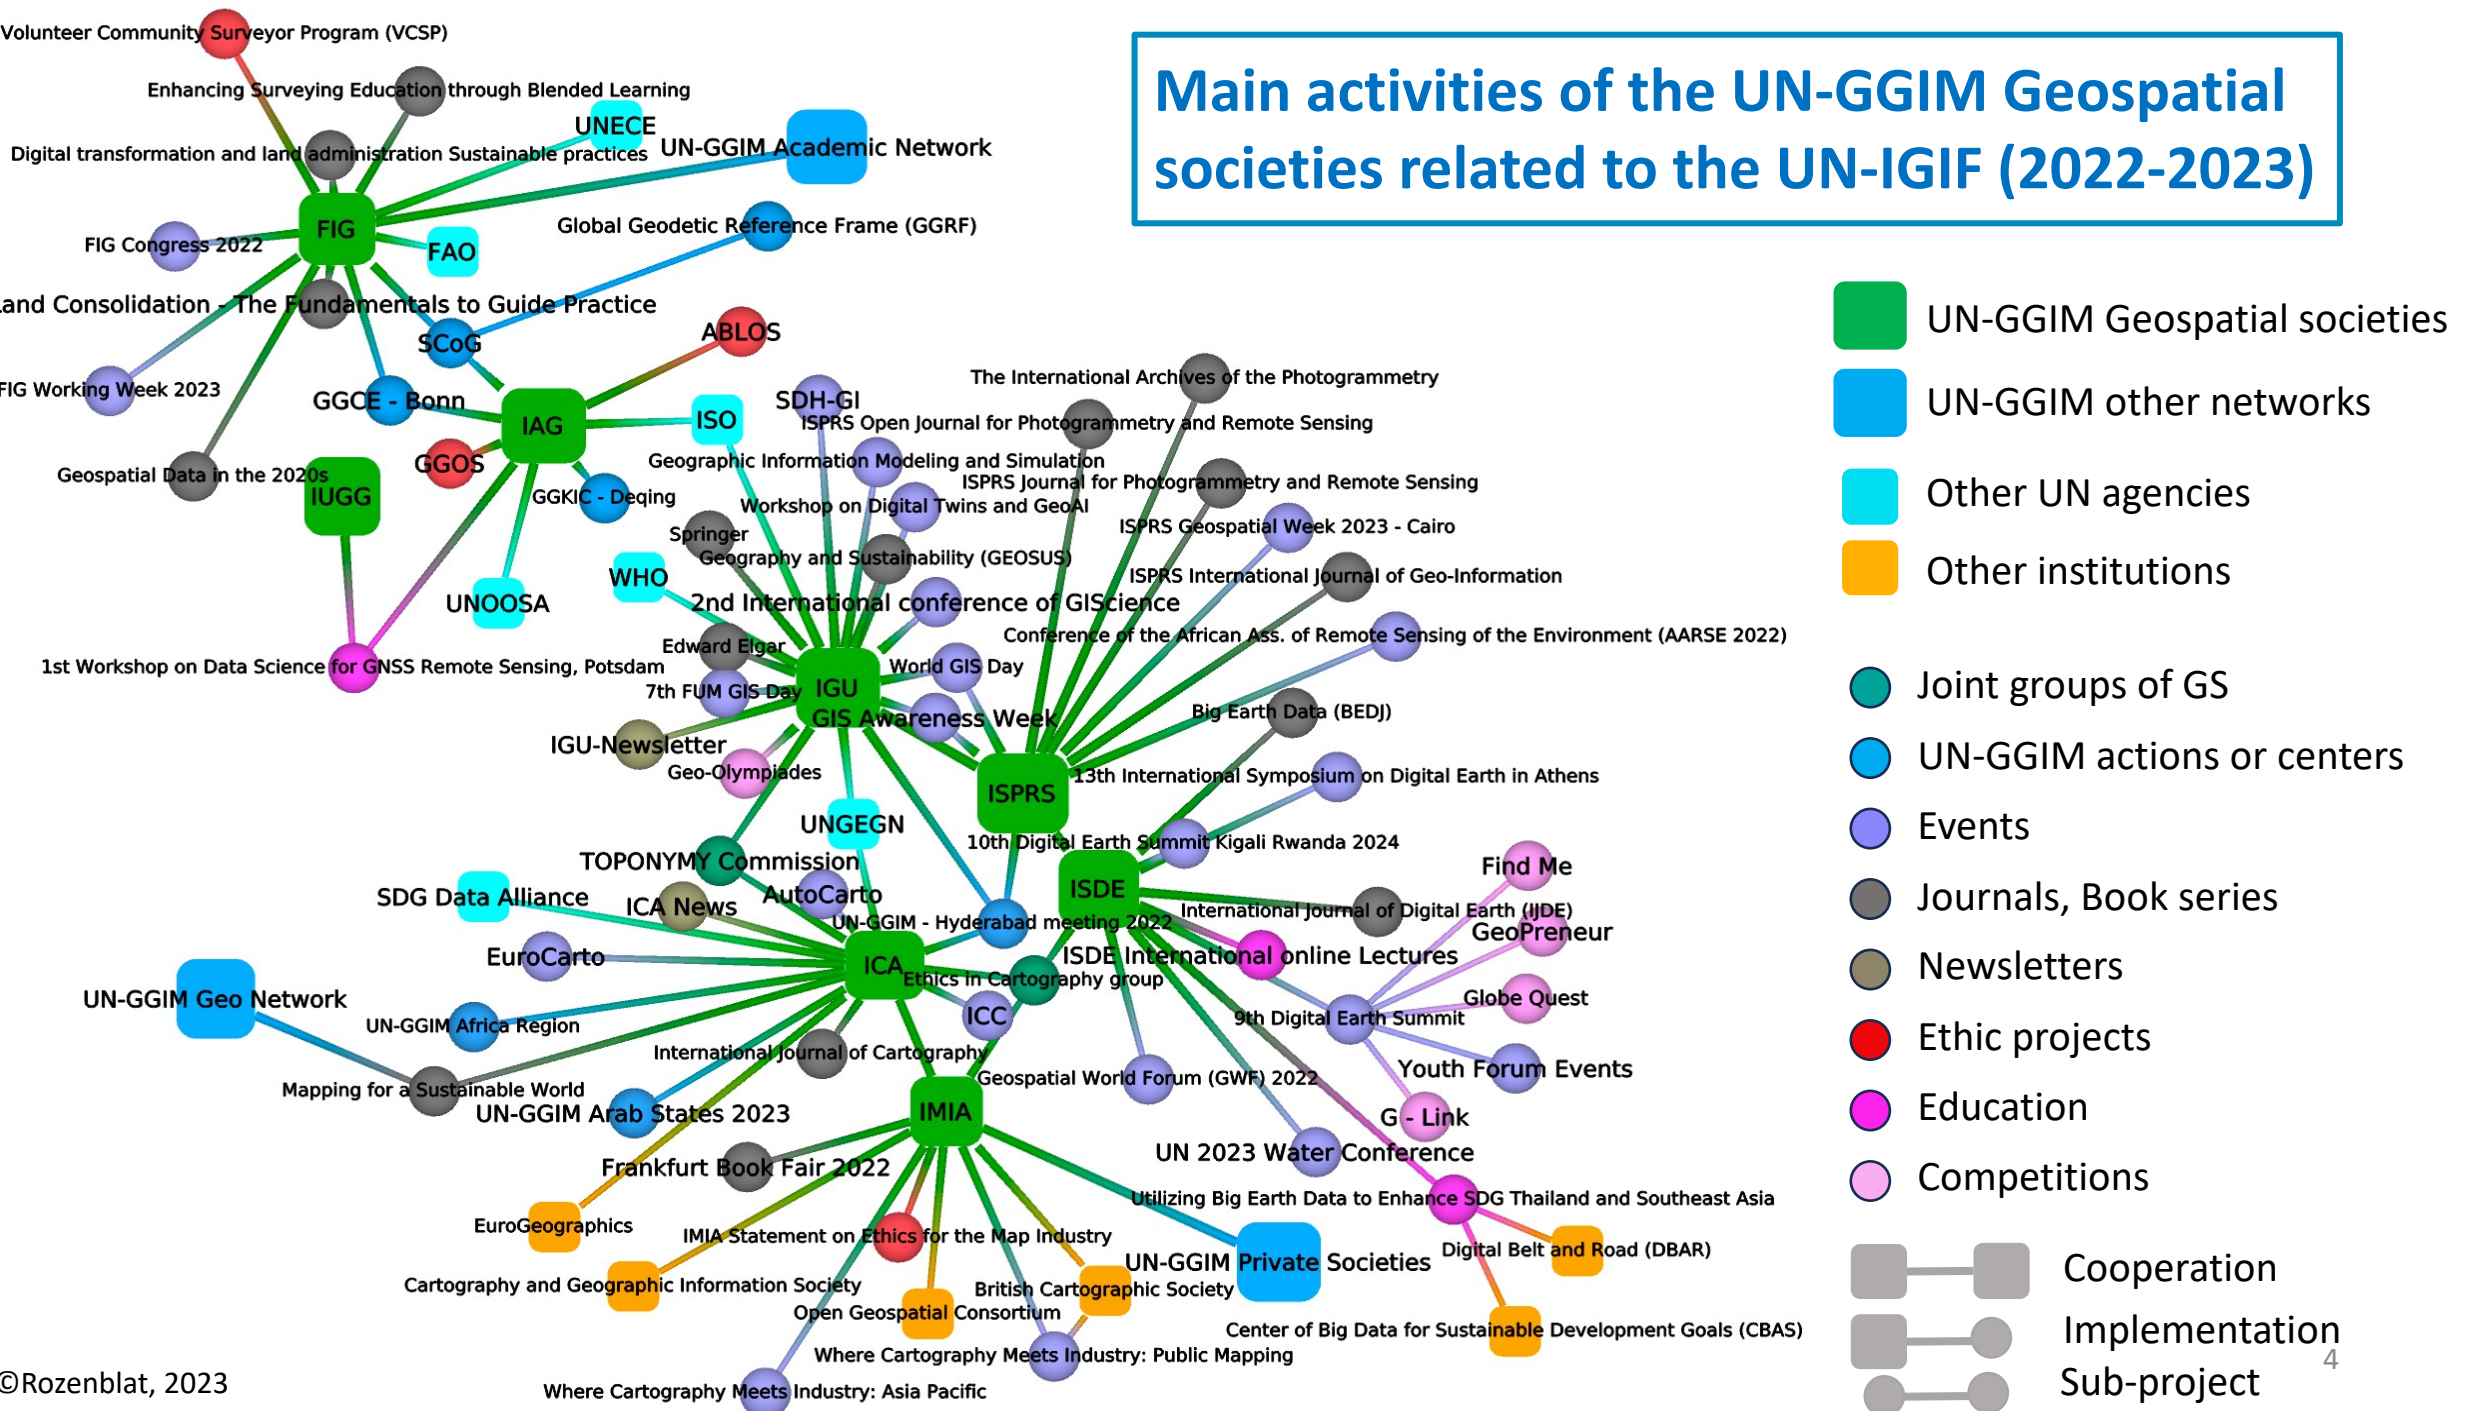 Volunteer Community Surveyor Program (VCSP)
Main activities of the UN-GGIM Geospatial
societies related to the UN-IGIF (2022-2023)
Enhancing Surveying Education through Blended Learning
UNECE
UN-GGIM Academic Network
Digital transformation and land administration Sustainable practices
FIG
Global Geodetic Reference Frame (GGRF)
FIG Congress 2022
FAO
and Consolidation - The Fundamentals to Guide Practice
SCoG
ABLOS
FIG Working Week 2023
GGCE - Bonn
IAG
ISO
SDH-GI
The International Archives of the Photogrammetry
ISPRS Open Journal for Photogrammetry and Remote Sensing
Geospatial Data in the 2020s
GGOS
Geographic Information Modeling and Simulation
ISPRS Journal for Photogrammetry and Remote Sensing
IUGG
GGKIC - Deqing
Workshop on Digital Twins and GeoAI
ISPRS Geospatial Week 2023 - Cairo
Springer
Geography and Sustainability (GEOSUS)
WHO
ISPRS International Journal of Geo-Information
UNOOSA
2nd International conference of GIScience
Edward Elgar
Conference of the African Ass. of Remote Sensing of the Environment (AARSE 2022)
1st Workshop on Data Science for GNSS Remote Sensing, Potsdam
World GIS Day
7th FUM GIS Day
IGU
GIS Awareness Week
Big Earth Data (BEDJ)
IGU-Newsletter
Geo-Olympiades
ISPRS
13th International Symposium on Digital Earth in Athens
UNGEGN
10th Digital Earth Summit Kigali Rwanda 2024
TOPONYMY Commission
AutoCarto
ISDE
Find Me
SDG Data Alliance
ICA News
UN-GGIM - Hyderabad meeting 2022
International Journal of Digital Earth (IJDE)
GeoPreneur
EuroCarto
ICA
ISDE International online Lectures
Ethics in Cartography group
UN-GGIM Geo Network
Globe Quest
UN-GGIM Africa Region
ICC
9th Digital Earth Summit
International Journal of Cartography
Geospatial World Forum (GWF) 2022
Youth Forum Events
Mapping for a Sustainable World
UN-GGIM Arab States 2023
IMIA
G - Link
UN 2023 Water Conference
Frankfurt Book Fair 2022
Utilizing Big Earth Data to Enhance SDG Thailand and Southeast Asia
EuroGeographics
IMIA Statement on Ethics for the Map Industry
UN-GGIM Private Societies
Digital Belt and Road (DBAR)
Cartography and Geographic Information Society
British Cartographic Society
Open Geospatial Consortium
Center of Big Data for Sustainable Development Goals (CBAS)
Where Cartography Meets Industry: Public Mapping
Where Cartography Meets Industry: Asia Pacific
UN-GGIM Geospatial societies
UN-GGIM other networks
Other UN agencies
Other institutions
Joint groups of GS
UN-GGIM actions or centers
Events
Journals, Book series
Newsletters
Ethic projects
Education
Competitions
Cooperation
Implementation
Sub-project
4
©Rozenblat, 2023